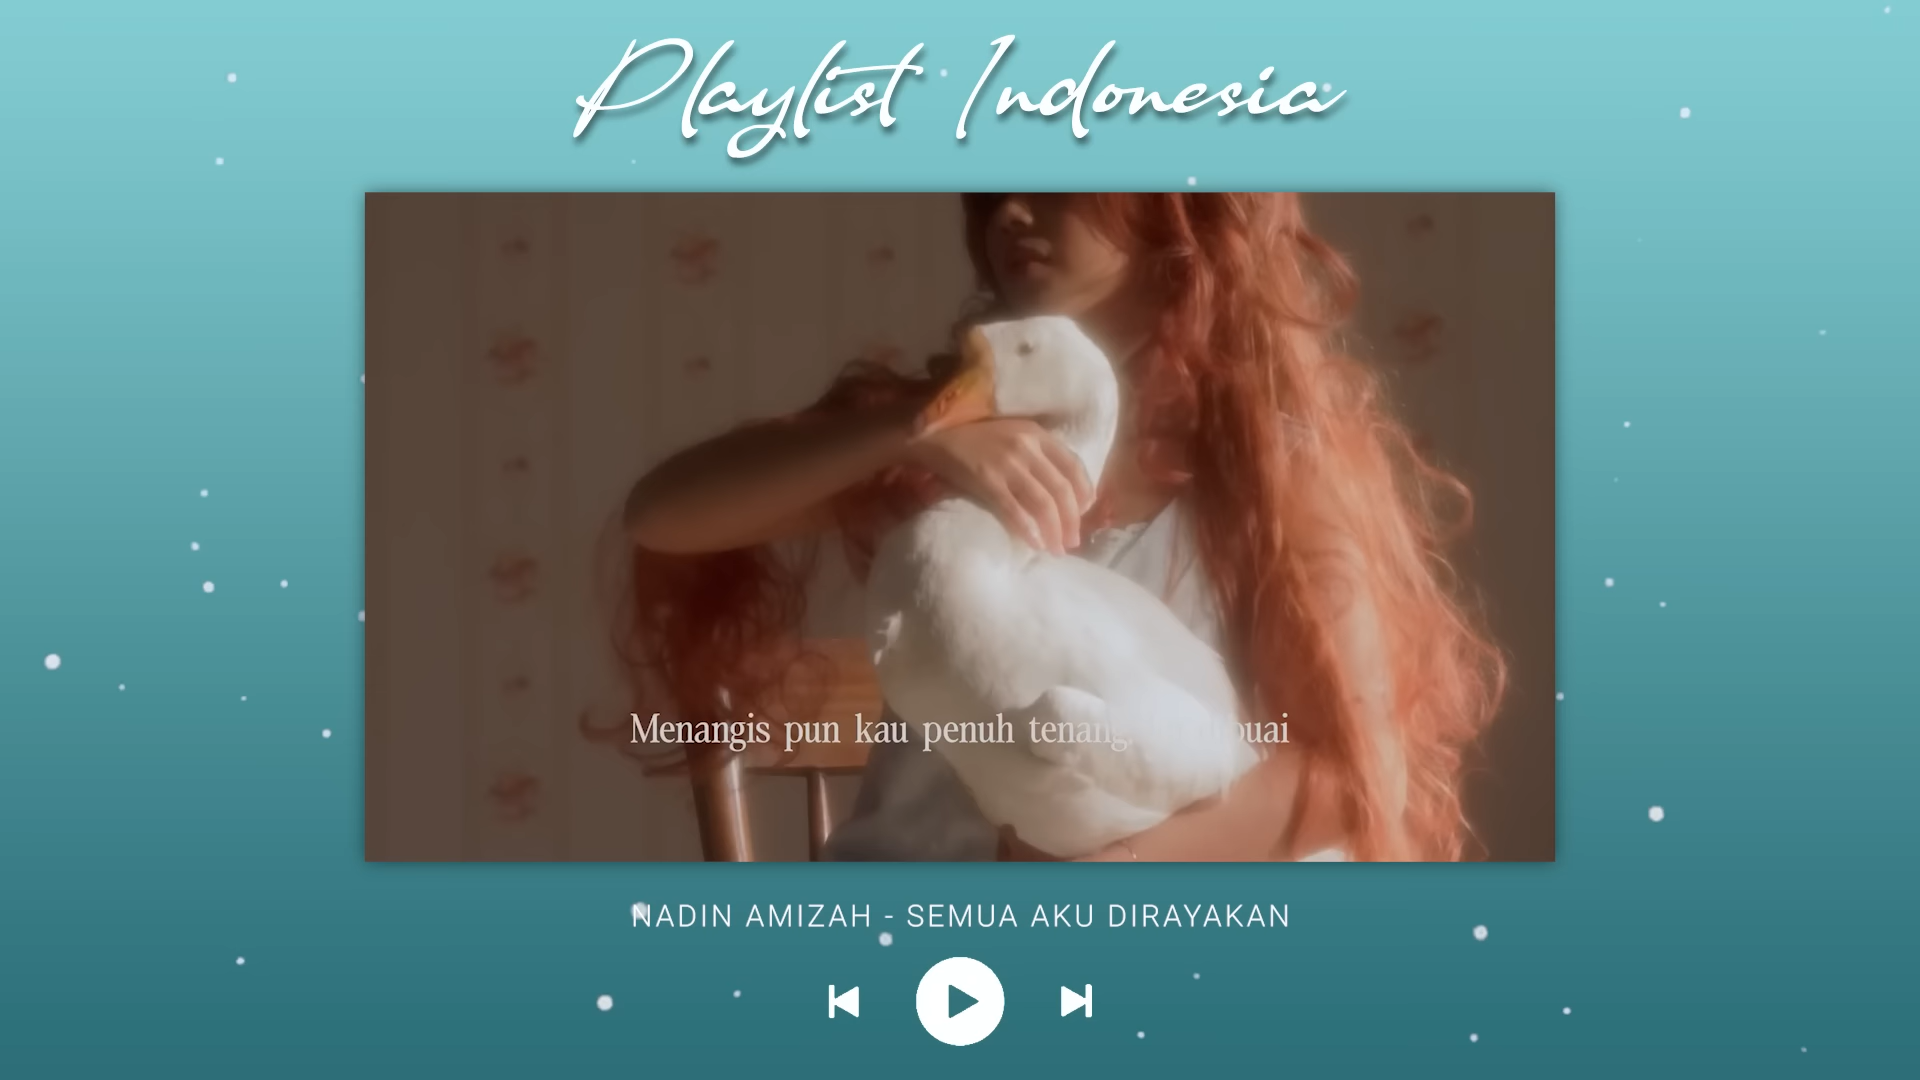 Playlist Indonesia
Menangis pun kau penuh tenang
NADIN AMIZAH - SEMUA AKU DIRAYAKAN